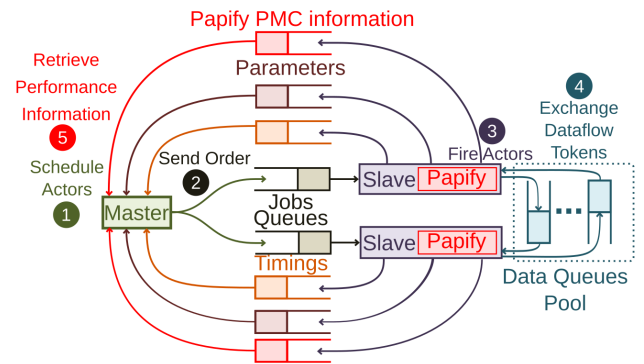 Papify PMC information
Retrieve
Performance
Information
5
Parameters
4
Exchange
Dataflow
Tokens
3
Fire Actors
Send Order
2
Schedule
Actors
1
Master
Jobs
Queues
Slave Papify
Slave Papify
Timings
Data Queues
Pool